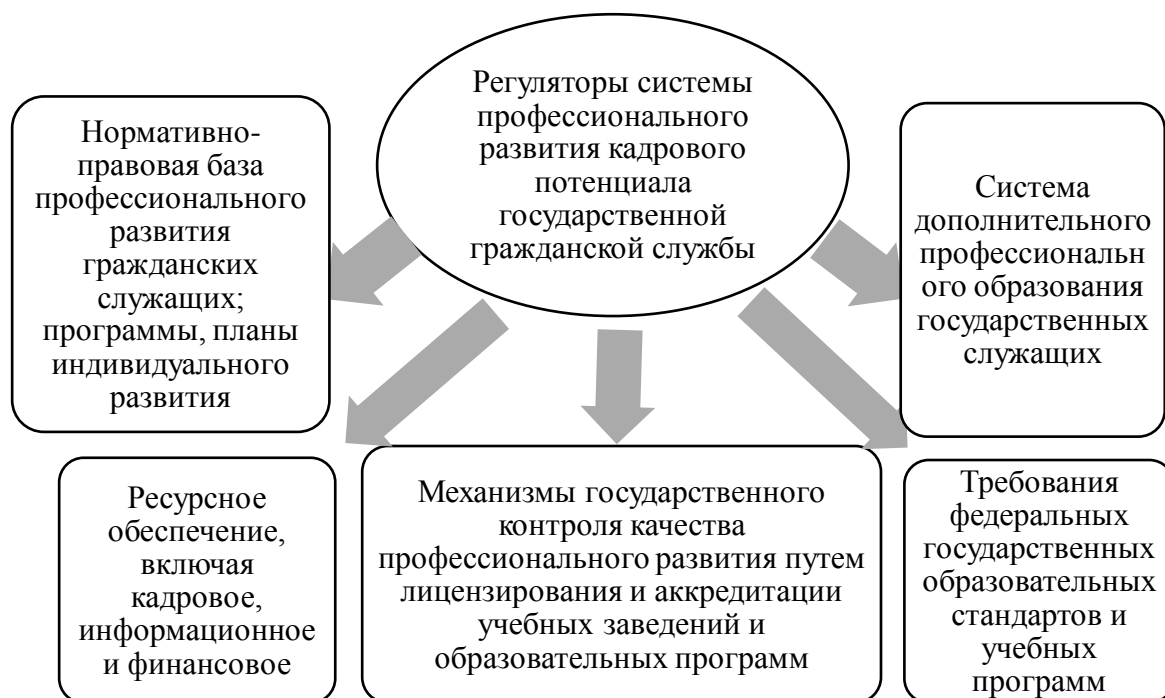 Регуляторы системы
профессионального
развития кадрового
потенциала
государственной
гражданской службы
Нормативно-
правовая база
профессионального
развития
гражданских
служащих;
программы, планы
индивидуального
развития
Система
дополнительного
профессиональн
ого образования
государственных
служащих
Ресурсное
обеспечение,
включая
кадровое,
информационное
и финансовое
Механизмы государственного
контроля качества
профессионального развития путем
лицензирования и аккредитации
учебных заведений и
образовательных программ
Требования
федеральных
государственных
образовательных
стандартов и
учебных
программ